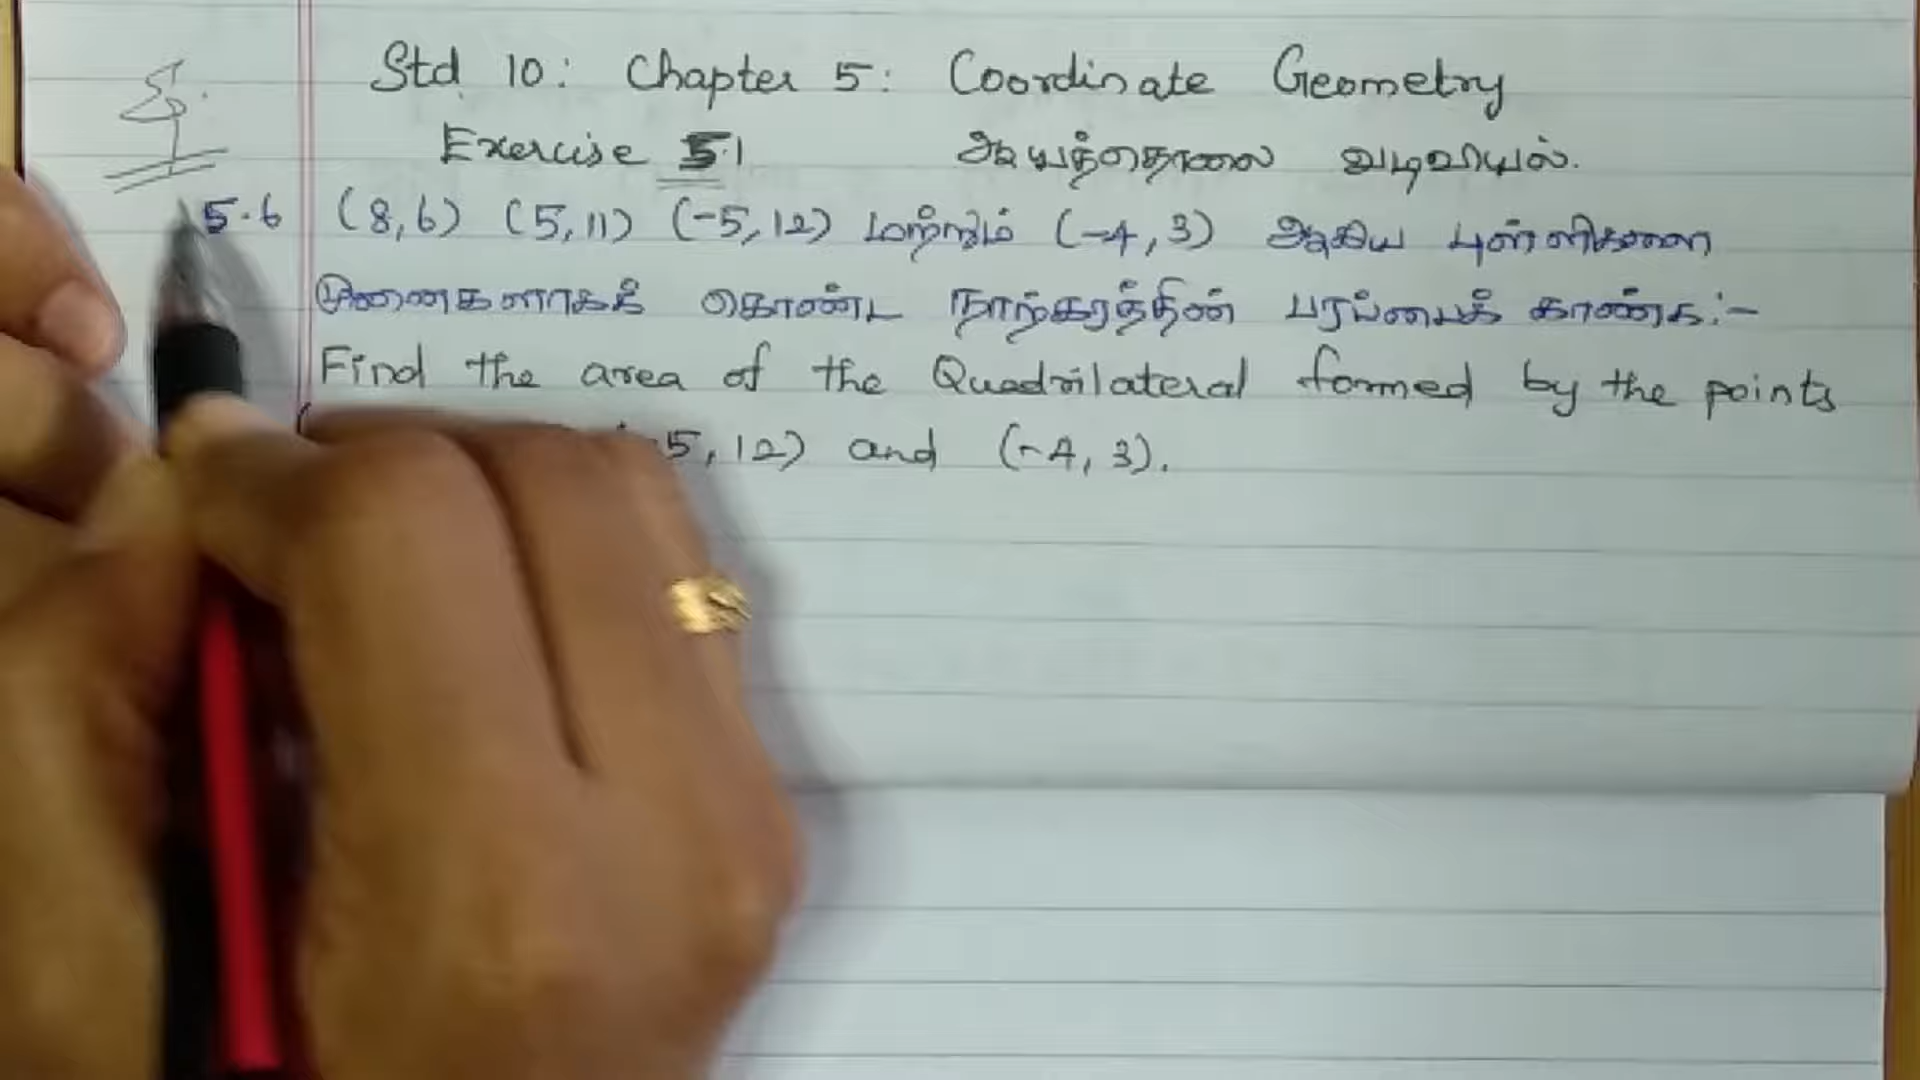 Std 10: Chapter 5: Coordinate Geometry
Exercise 5.1 ஆயத்தொலை வடிவியல்.
5.6 (8,6) (5,11) (-5,12) மற்றும் (-4,3) ஆகிய புள்ளிகளை
முனைகளாகக் கொண்ட நாற்கரத்தின் பரப்பைக் காண்க:-
Find the area of the Quadrilateral formed by the points
5,12) and (-4,3).